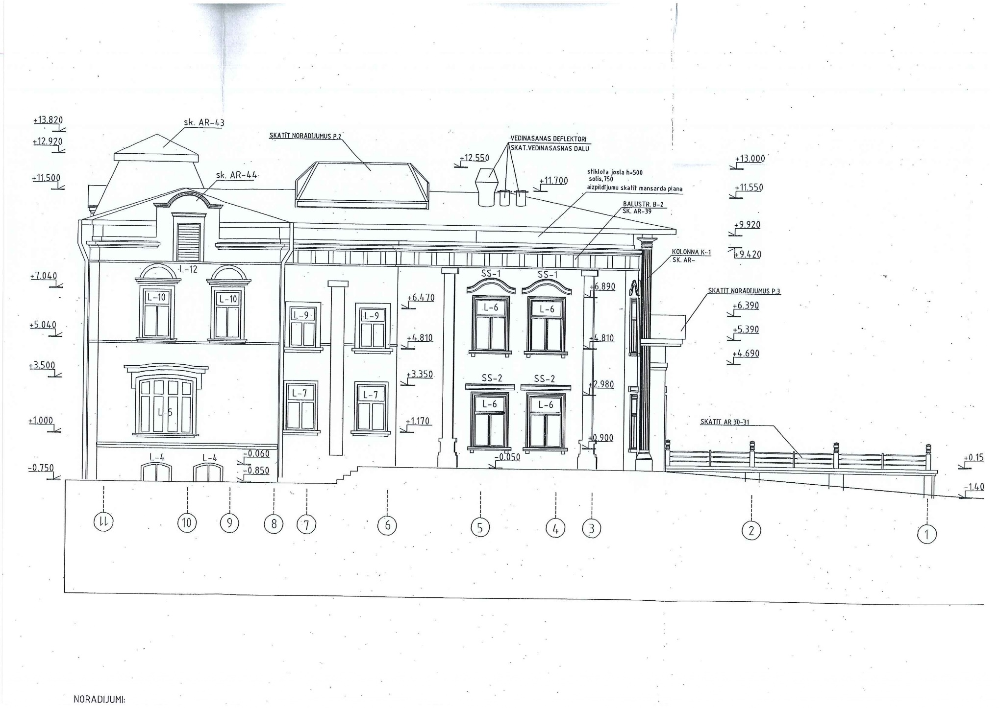 +13.820
+12.920
+11.500
+7.040
+5.040
+3.500
+1.000
-0.750
sk. AR-43
sk. AR-44
SKATĪT NORĀDĪJUMUS P.2
+12.550
VEDINASANAS DEFLEKTORI
SKAT.VEDINASASNAS DALU
+11.700
stiklota josla h=500
solis,750
aizpildījumu skatīt mansarda plana
BALUSTR. B-2
SK. AR-39
+13.000
+11.550
+9.920
+9.420
KOLONNA K-1
SK. AR-
SKATĪT NORĀDIJUMUS P.3
+6.390
+5.390
+4.690
L-12
L-10
L-10
L-9
L-9
+6.470
+4.810
SS-1
SS-1
L-6
L-6
+6.890
+4.810
L-5
L-7
L-7
+3.350
+1.170
SS-2
SS-2
L-6
L-6
+2.980
+0.900
L-4
L-4
-0.060
-0.850
-0.050
SKATĪT AR 30-31
+0.15
-1.40
11
10
9
8
7
6
5
4
3
2
1
NORADIJUMI: